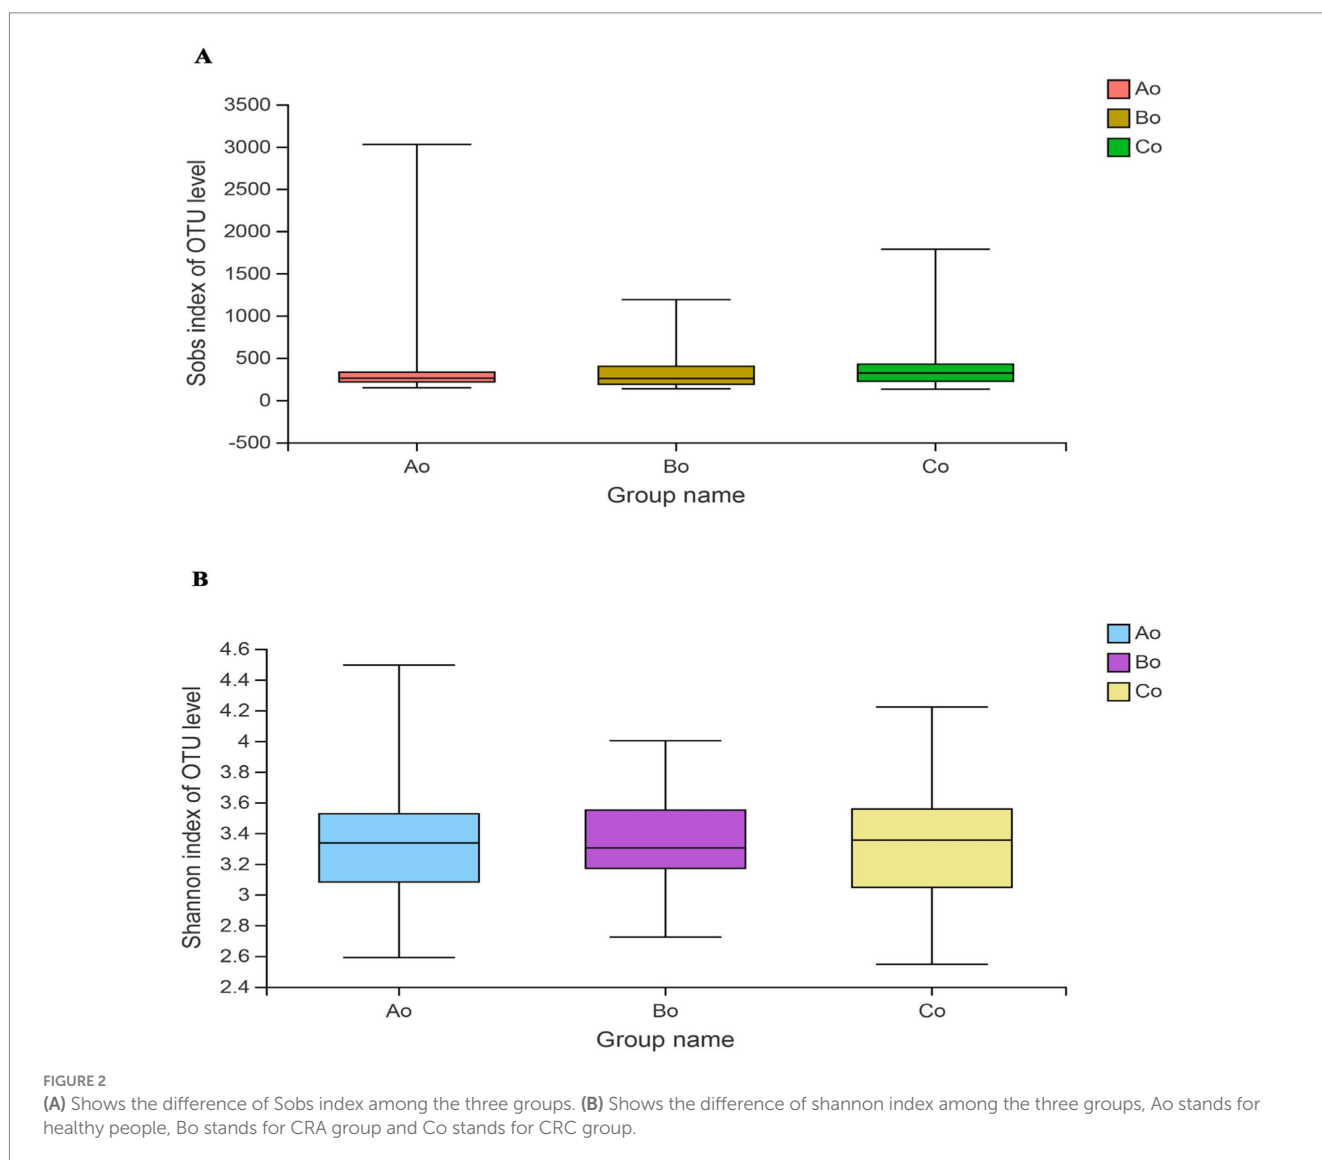 A
Ao
Bo
Co
3500
3000
2500
2000
1500
1000
500
0
-500
Sobs index of OTU level
Ao Bo Co
Group name
B
Ao
Bo
Co
4.6
4.4
4.2
4
3.8
3.6
3.4
3.2
3
2.8
2.6
2.4
Shannon index of OTU level
Ao Bo Co
Group name
FIGURE 2
(A) Shows the difference of Sobs index among the three groups. (B) Shows the difference of shannon index among the three groups, Ao stands for
healthy people, Bo stands for CRA group and Co stands for CRC group.